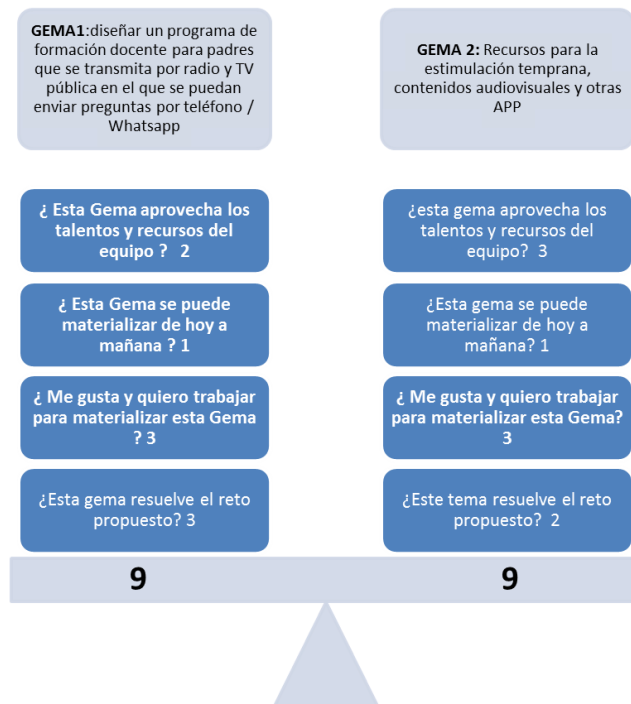 GEMA1:diseñar un programa de
formación docente para padres
que se transmita por radio y TV
pública en el que se puedan
enviar preguntas por teléfono /
Whatsapp
GEMA 2: Recursos para la
estimulación temprana,
contenidos audiovisuales y otras
APP
¿ Esta Gema aprovecha los
talentos y recursos del
equipo ? 2
¿esta gema aprovecha los
talentos y recursos del
equipo? 3
¿ Esta Gema se puede
materializar de hoy a
mañana ? 1
¿Esta gema se puede
materializar de hoy a
mañana? 1
¿ Me gusta y quiero trabajar
para materializar esta Gema
? 3
¿ Me gusta y quiero trabajar
para materializar esta Gema?
3
¿Esta gema resuelve el reto
propuesto? 3
¿Este tema resuelve el reto
propuesto? 2
9
9